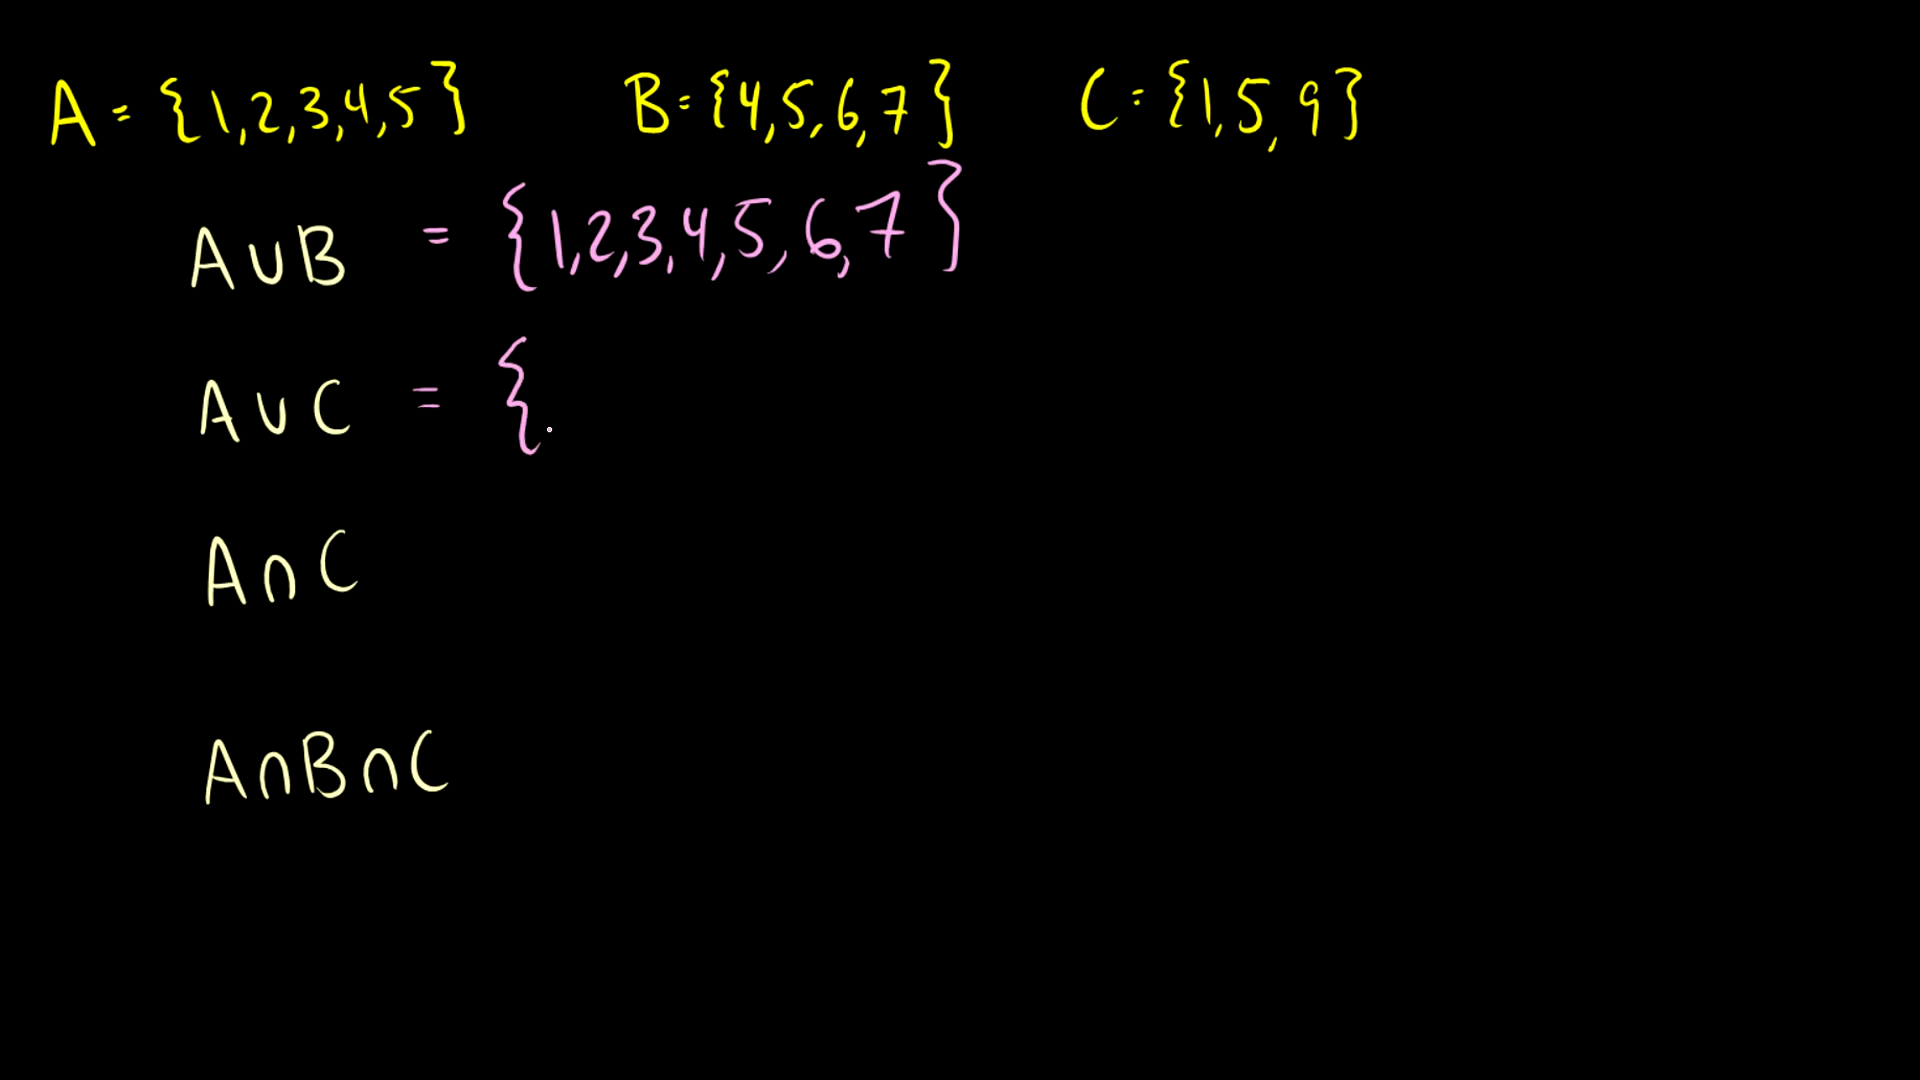 A = {1,2,3,4,5} B = {4,5,6,7} C = {1,5,9}
A∪B = {1,2,3,4,5,6,7}
A∪C = {
A∩C
A∩B∩C